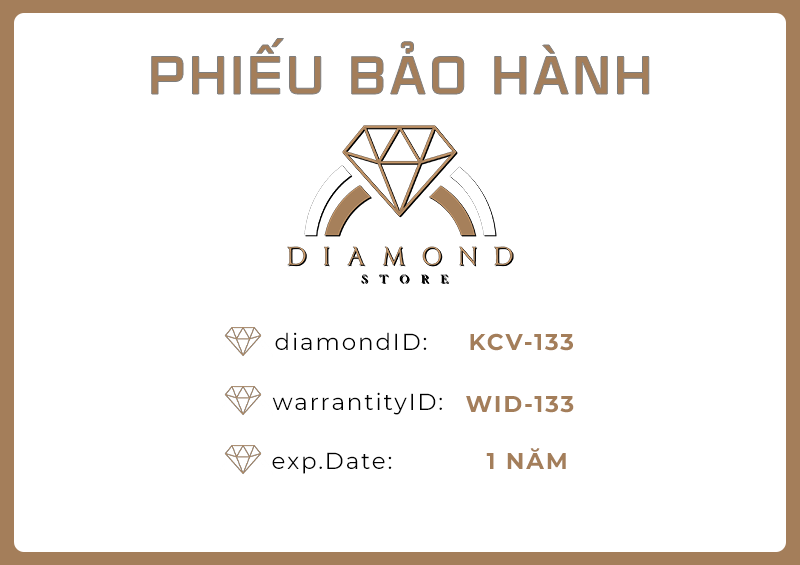 PHIẾU BẢO HÀNH
DIAMOND
STORE
diamondID: KCV-133
warrantityID: WID-133
exp.Date: 1 NĂM